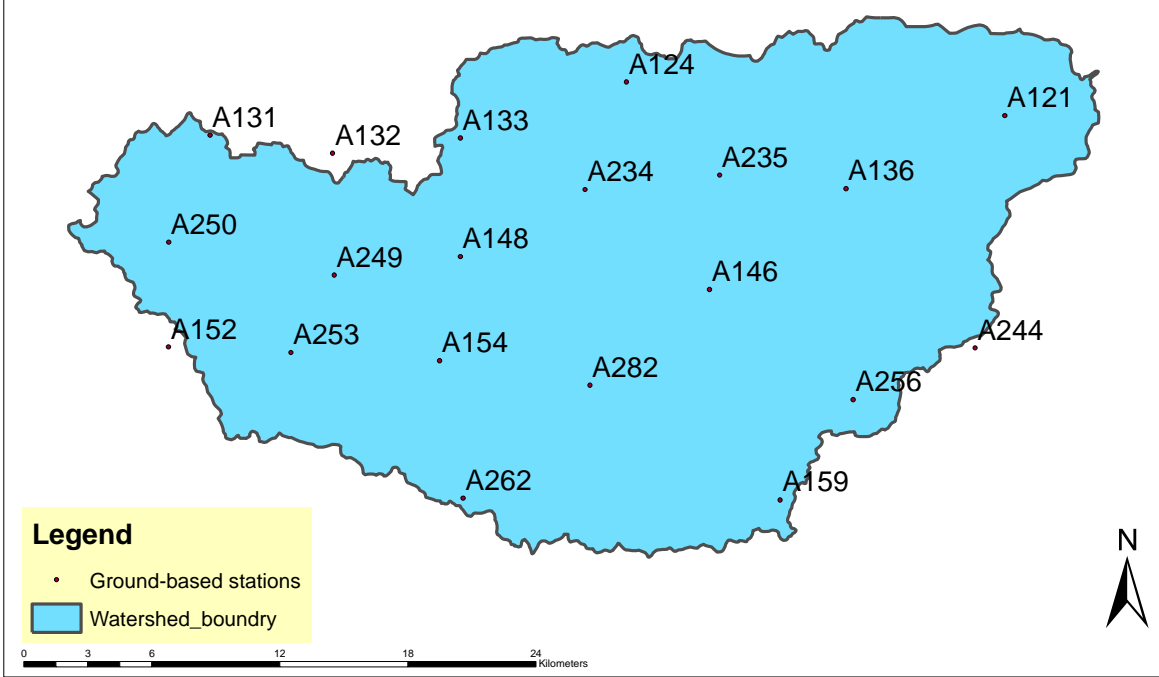 A124
A121
A131
A132
A133
A234
A235
A136
A250
A249
A148
A146
A152
A253
A154
A282
A244
A256
A262
A159
Legend
Ground-based stations
Watershed_boundry
N
0 3 6 12 18 24
Kilometers